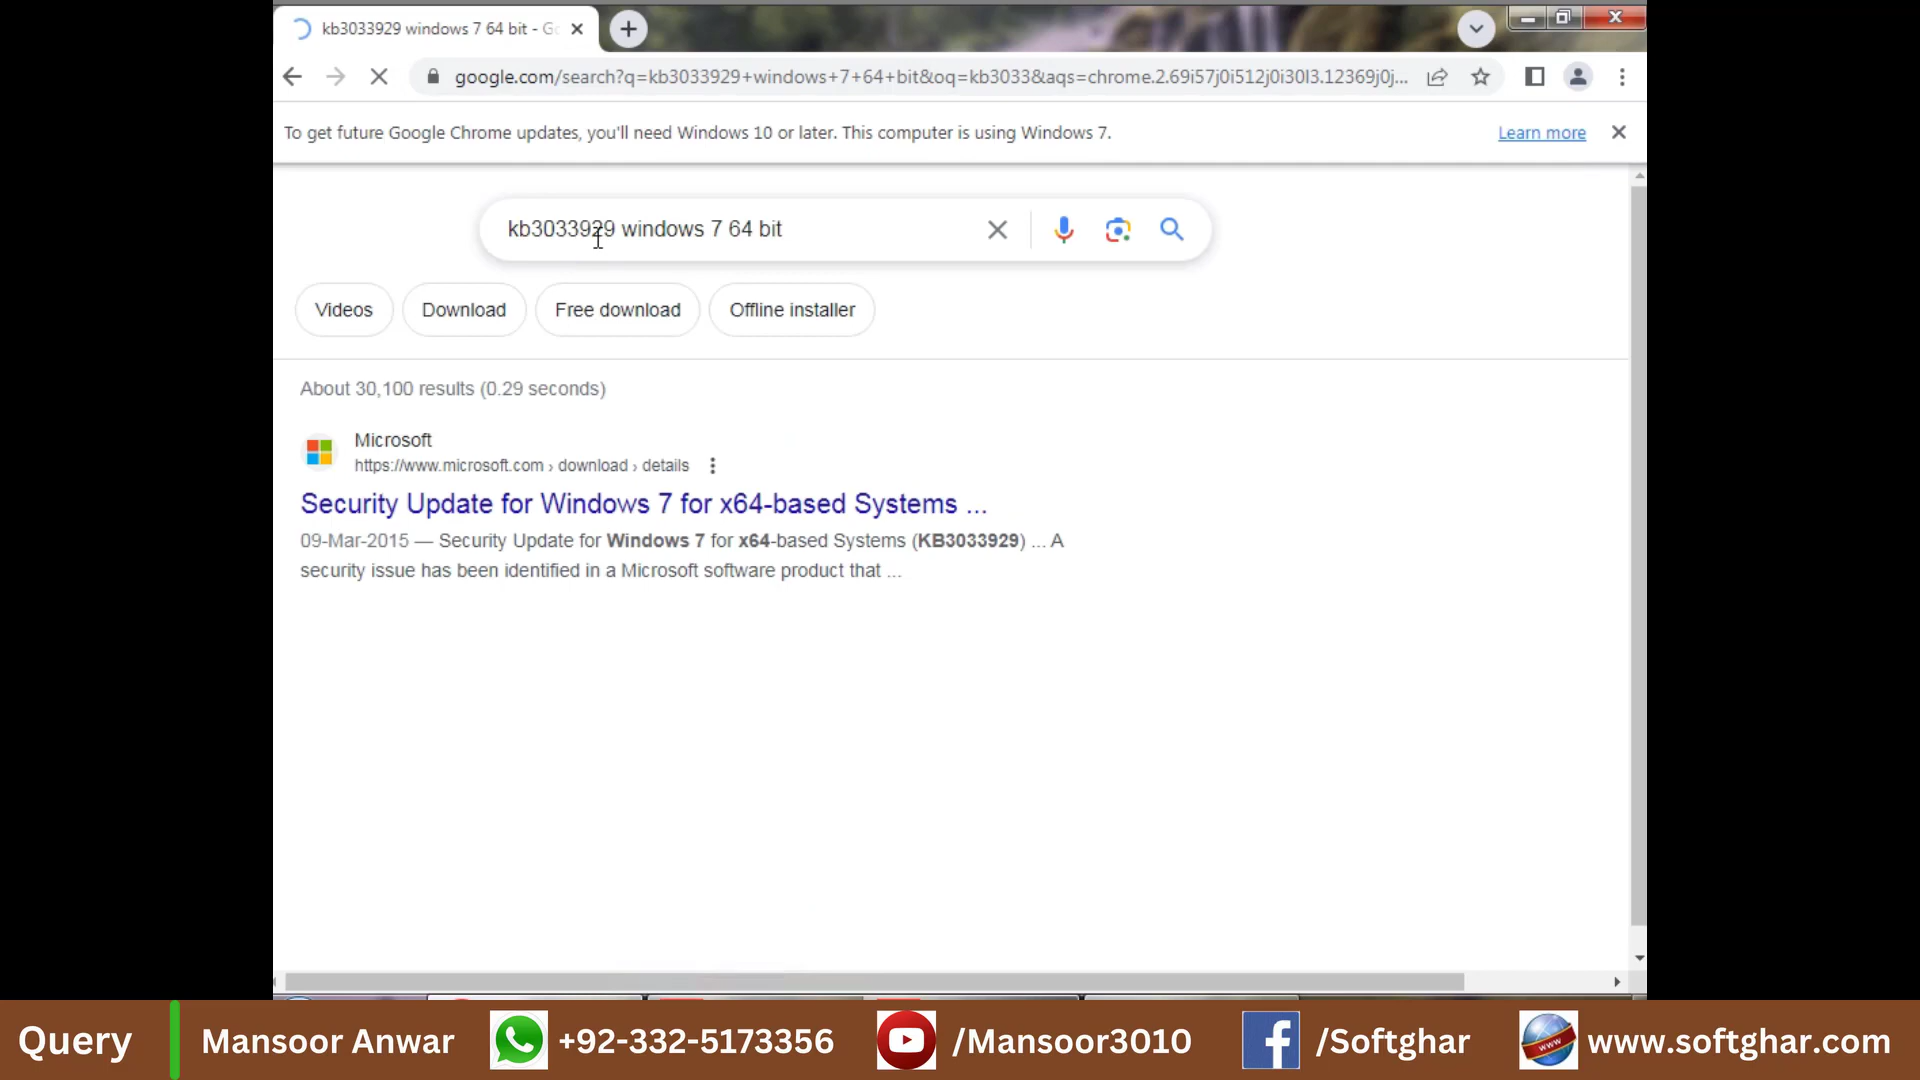 kb3033929 windows 7 64 bit - Go
google.com/search?q=kb3033929+windows+7+64+bit&oq=kb3033&aqs=chrome.2.69i57j0i512j0i30l3.12369j0j...
To get future Google Chrome updates, you'll need Windows 10 or later. This computer is using Windows 7. Learn more
kb3033929 windows 7 64 bit
Videos Download Free download Offline installer
About 30,100 results (0.29 seconds)
Microsoft
https://www.microsoft.com › download › details
Security Update for Windows 7 for x64-based Systems ...
09-Mar-2015 — Security Update for Windows 7 for x64-based Systems (KB3033929) ... A
security issue has been identified in a Microsoft software product that ...
Query Mansoor Anwar +92-332-5173356 /Mansoor3010 /Softghar www www.softghar.com